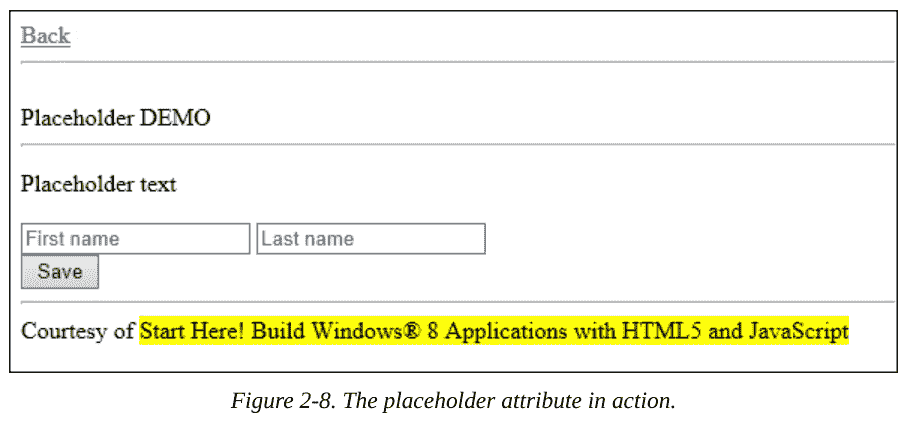 Back
Placeholder DEMO
Placeholder text
First name Last name
Save
Courtesy of Start Here! Build Windows® 8 Applications with HTML5 and JavaScript
Figure 2-8. The placeholder attribute in action.